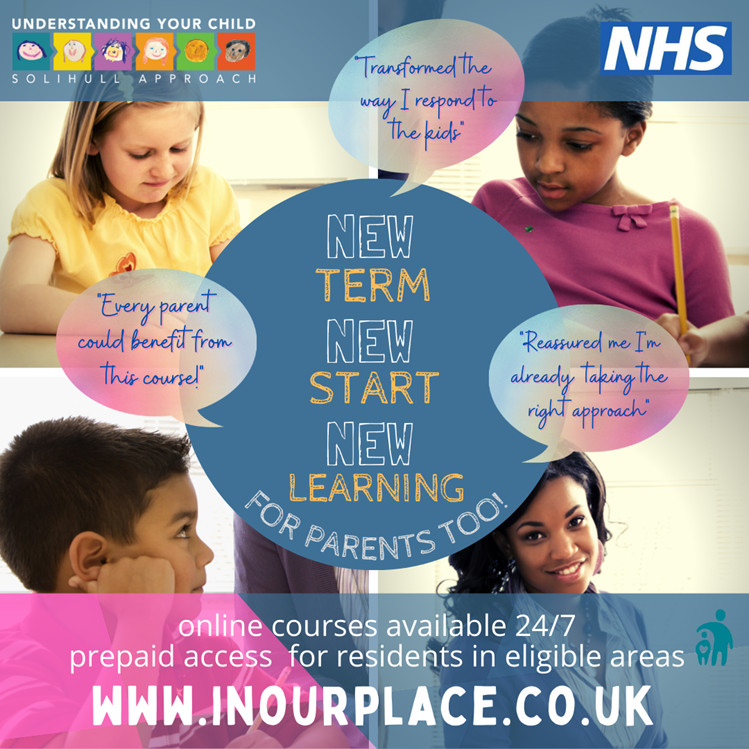 UNDERSTANDING YOUR CHILD
SOLIHULL APPROACH
NHS
"Transformed the
way I respond to
the kids"
NEW
TERM
NEW
START
NEW
LEARNING
FOR PARENTS TOO!
"Every parent
could benefit from
this course!"
"Reassured me I'm
already taking the
right approach"
online courses available 24/7
prepaid access for residents in eligible areas
WWW.INOURPLACE.CO.UK